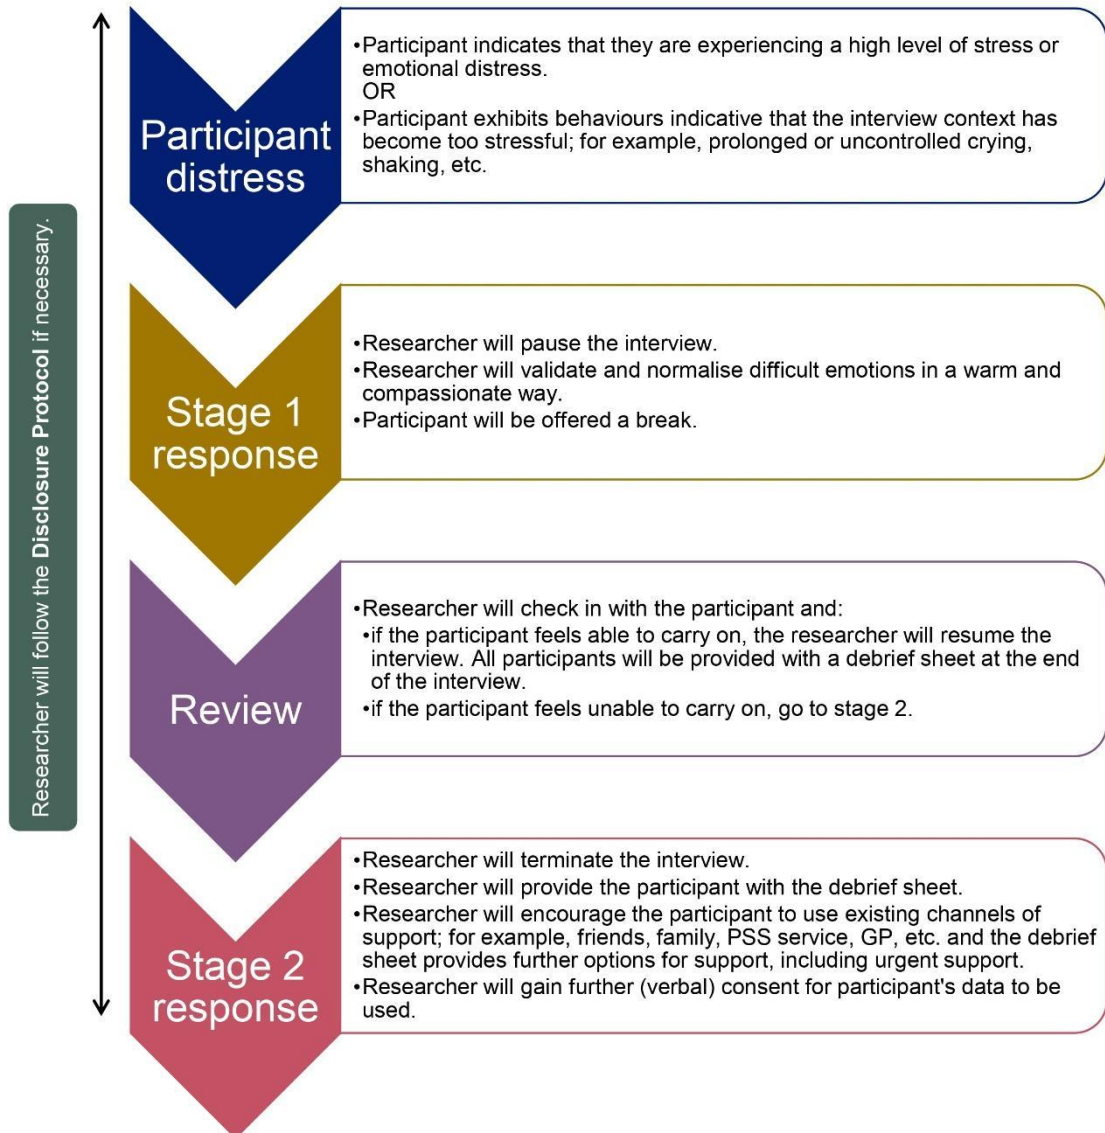 Researcher will follow the Disclosure Protocol if necessary.
Participant
distress
•Participant indicates that they are experiencing a high level of stress or
emotional distress.
OR
•Participant exhibits behaviours indicative that the interview context has
become too stressful; for example, prolonged or uncontrolled crying,
shaking, etc.
Stage 1
response
•Researcher will pause the interview.
•Researcher will validate and normalise difficult emotions in a warm and
compassionate way.
•Participant will be offered a break.
Review
•Researcher will check in with the participant and:
•if the participant feels able to carry on, the researcher will resume the
interview. All participants will be provided with a debrief sheet at the end
of the interview.
•if the participant feels unable to carry on, go to stage 2.
Stage 2
response
•Researcher will terminate the interview.
•Researcher will provide the participant with the debrief sheet.
•Researcher will encourage the participant to use existing channels of
support; for example, friends, family, PSS service, GP, etc. and the debrief
sheet provides further options for support, including urgent support.
•Researcher will gain further (verbal) consent for participant's data to be
used.